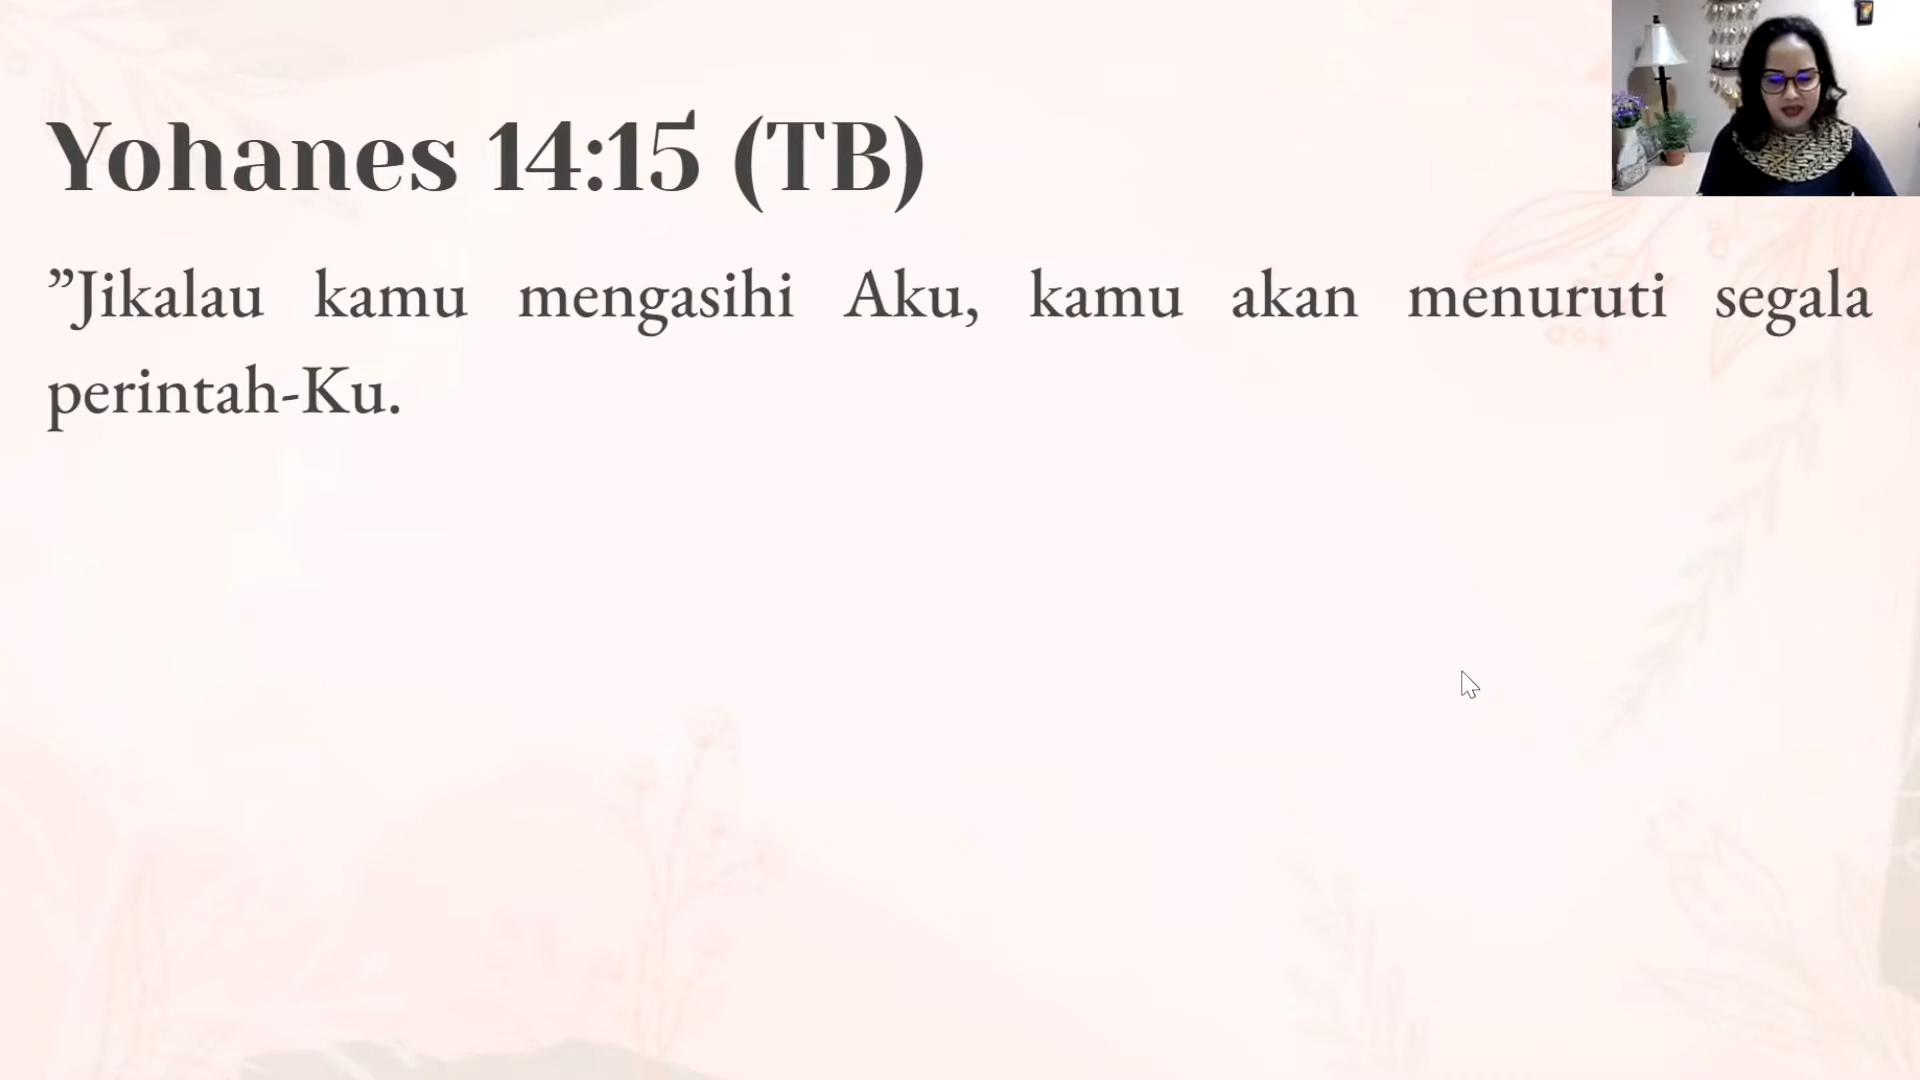 Yohanes 14:15 (TB)
”Jikalau kamu mengasihi Aku, kamu akan menuruti segala
perintah-Ku.